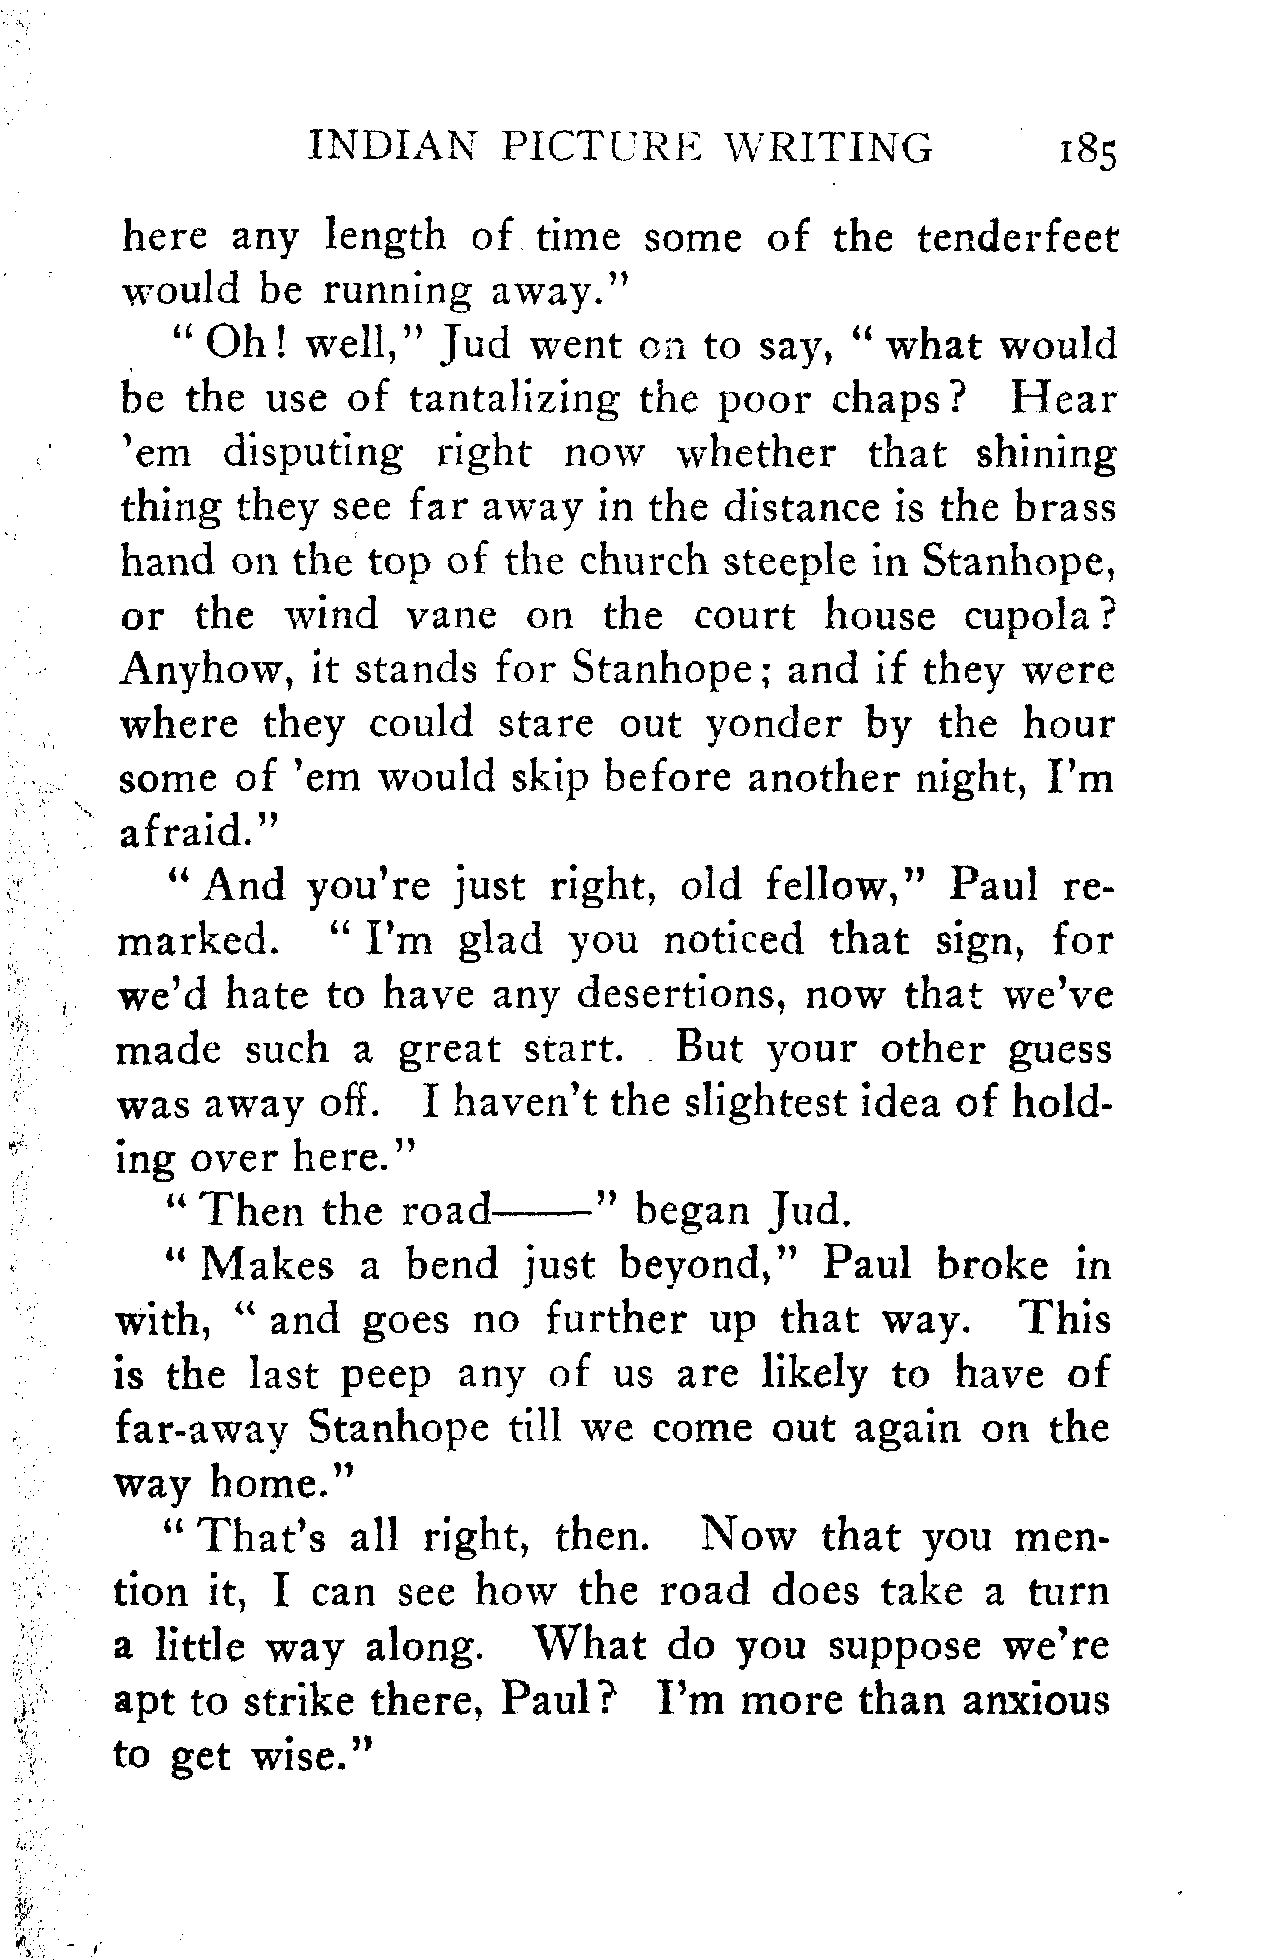 INDIAN PICTURE WRITING 185
here any length of time some of the tenderfeet
would be running away."
" Oh! well," Jud went on to say, " what would
be the use of tantalizing the poor chaps? Hear
'em disputing right now whether that shining
thing they see far away in the distance is the brass
hand on the top of the church steeple in Stanhope,
or the wind vane on the court house cupola?
Anyhow, it stands for Stanhope; and if they were
where they could stare out yonder by the hour
some of 'em would skip before another night, I'm
afraid."
" And you're just right, old fellow," Paul re-
marked. " I'm glad you noticed that sign, for
we'd hate to have any desertions, now that we've
made such a great start. But your other guess
was away off. I haven't the slightest idea of hold-
ing over here."
" Then the road——" began Jud.
" Makes a bend just beyond," Paul broke in
with, " and goes no further up that way. This
is the last peep any of us are likely to have of
far-away Stanhope till we come out again on the
way home."
" That's all right, then. Now that you men-
tion it, I can see how the road does take a turn
a little way along. What do you suppose we're
apt to strike there, Paul? I'm more than anxious
to get wise."